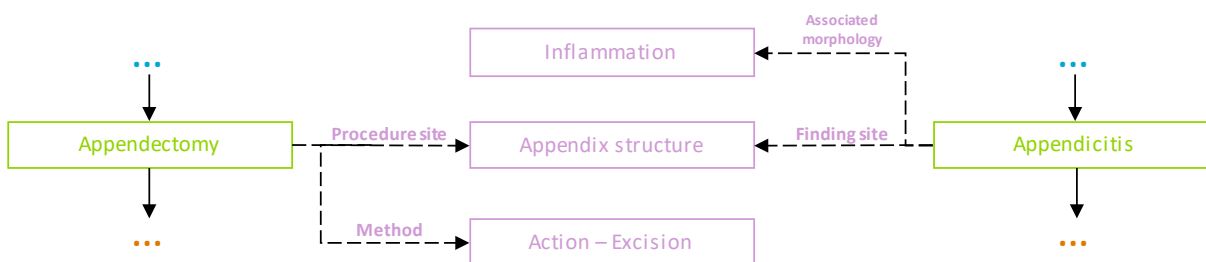 Associated
morphology
Inflammation
...
...
Appendectomy
Procedure site
Appendix structure
Finding site
Appendicitis
Method
Action – Excision
...
...